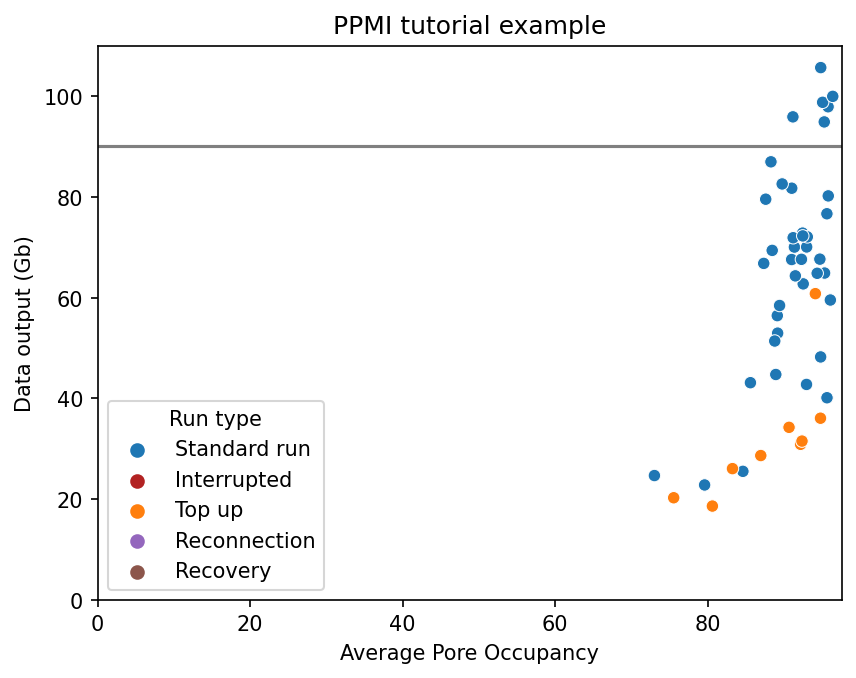 PPMI tutorial example
Data output (Gb)
100
80
60
40
20
0
Run type
Standard run
Interrupted
Top up
Reconnection
Recovery
0 20 40 60 80
Average Pore Occupancy